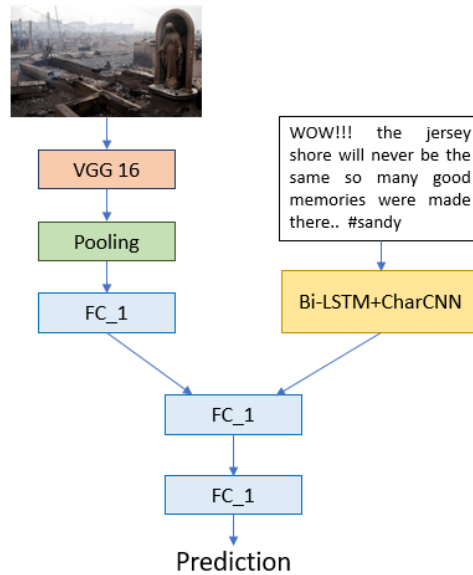 WOW!!! the jersey
shore will never be the
same so many good
memories were made
there.. #sandy
VGG 16
Pooling
Bi-LSTM+CharCNN
FC_1
FC_1
FC_1
Prediction